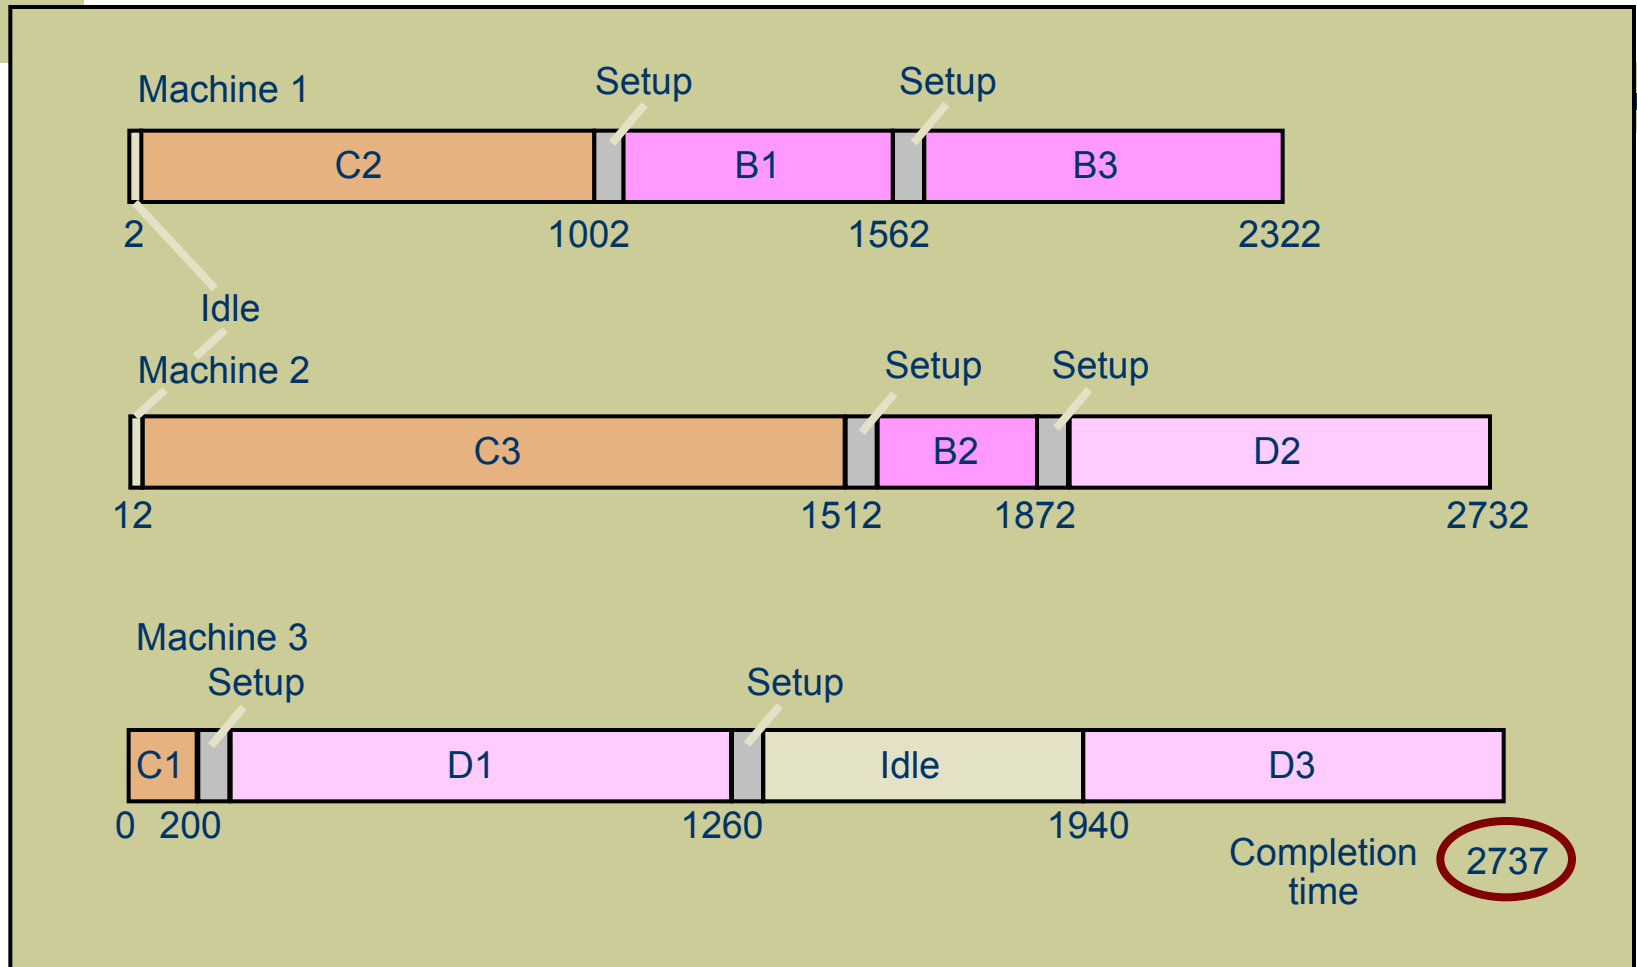 Machine 1
Setup
Setup
C2
B1
B3
2
1002
1562
2322
Idle
Machine 2
Setup
Setup
C3
B2
D2
12
1512
1872
2732
Machine 3
Setup
Setup
C1
D1
Idle
D3
0
200
1260
1940
Completion
time
2737